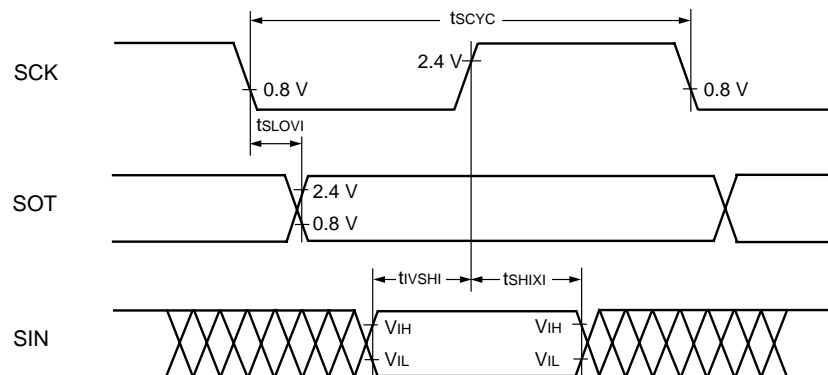 tSCYC
SCK
2.4 V
0.8 V
0.8 V
tSLOVI
SOT
2.4 V
0.8 V
tIVSHI
tSHIXI
SIN
VIH
VIH
VIL
VIL